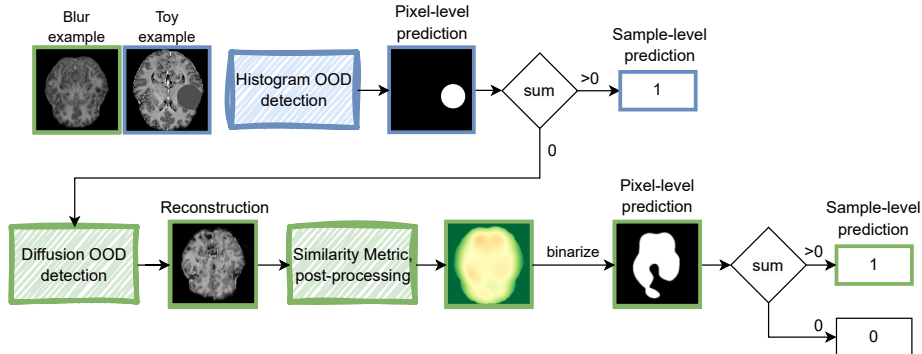 Blur
example
Toy
example
Histogram OOD
detection
Pixel-level
prediction
sum
>0
Sample-level
prediction
1
0
Diffusion OOD
detection
Reconstruction
Similarity Metric,
post-processing
binarize
Pixel-level
prediction
sum
>0
Sample-level
prediction
1
0
0